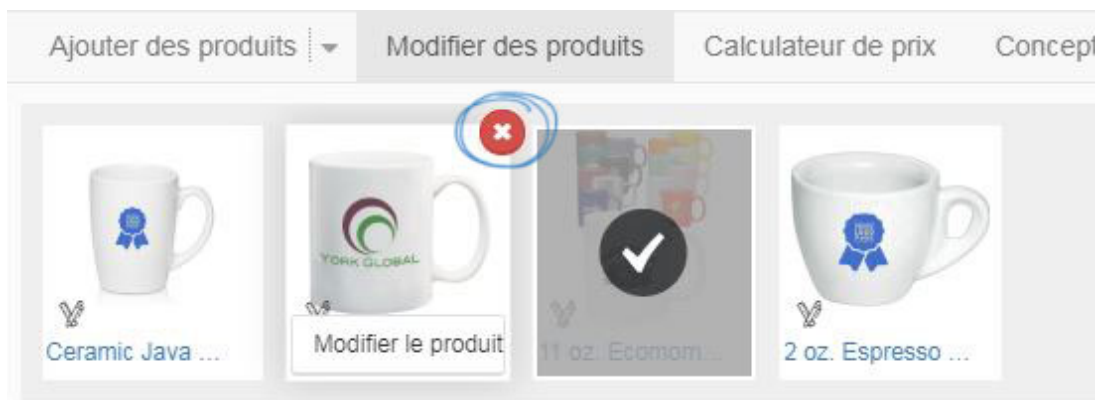 Ajouter des produits
Modifier des produits
Calculateur de prix
Concept
YORK GLOBAL
Modifier le produit
Ceramic Java ...
11 oz. Ecomom...
2 oz. Espresso ...